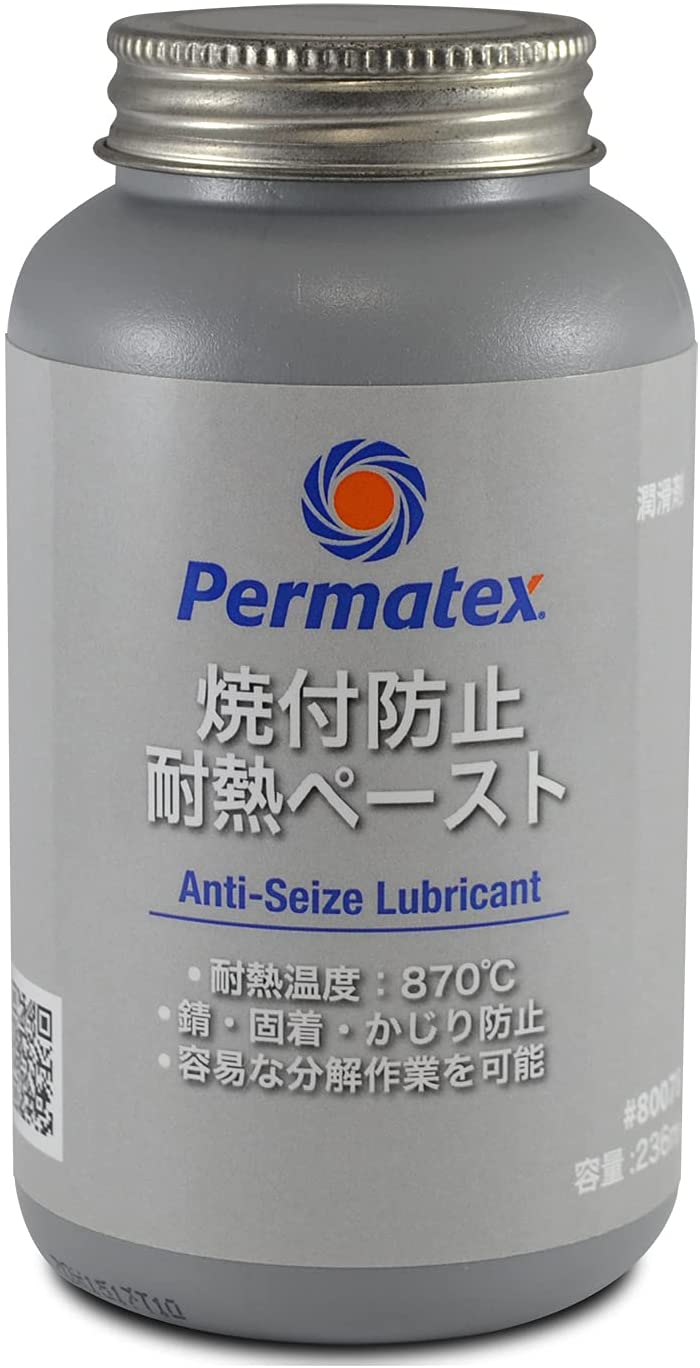 潤滑剤
Permatex®
焼付防止
耐熱ペースト
Anti-Seize Lubricant
・耐熱温度：870℃
・錆・固着・かじり防止
・容易な分解作業を可能
容量:236m